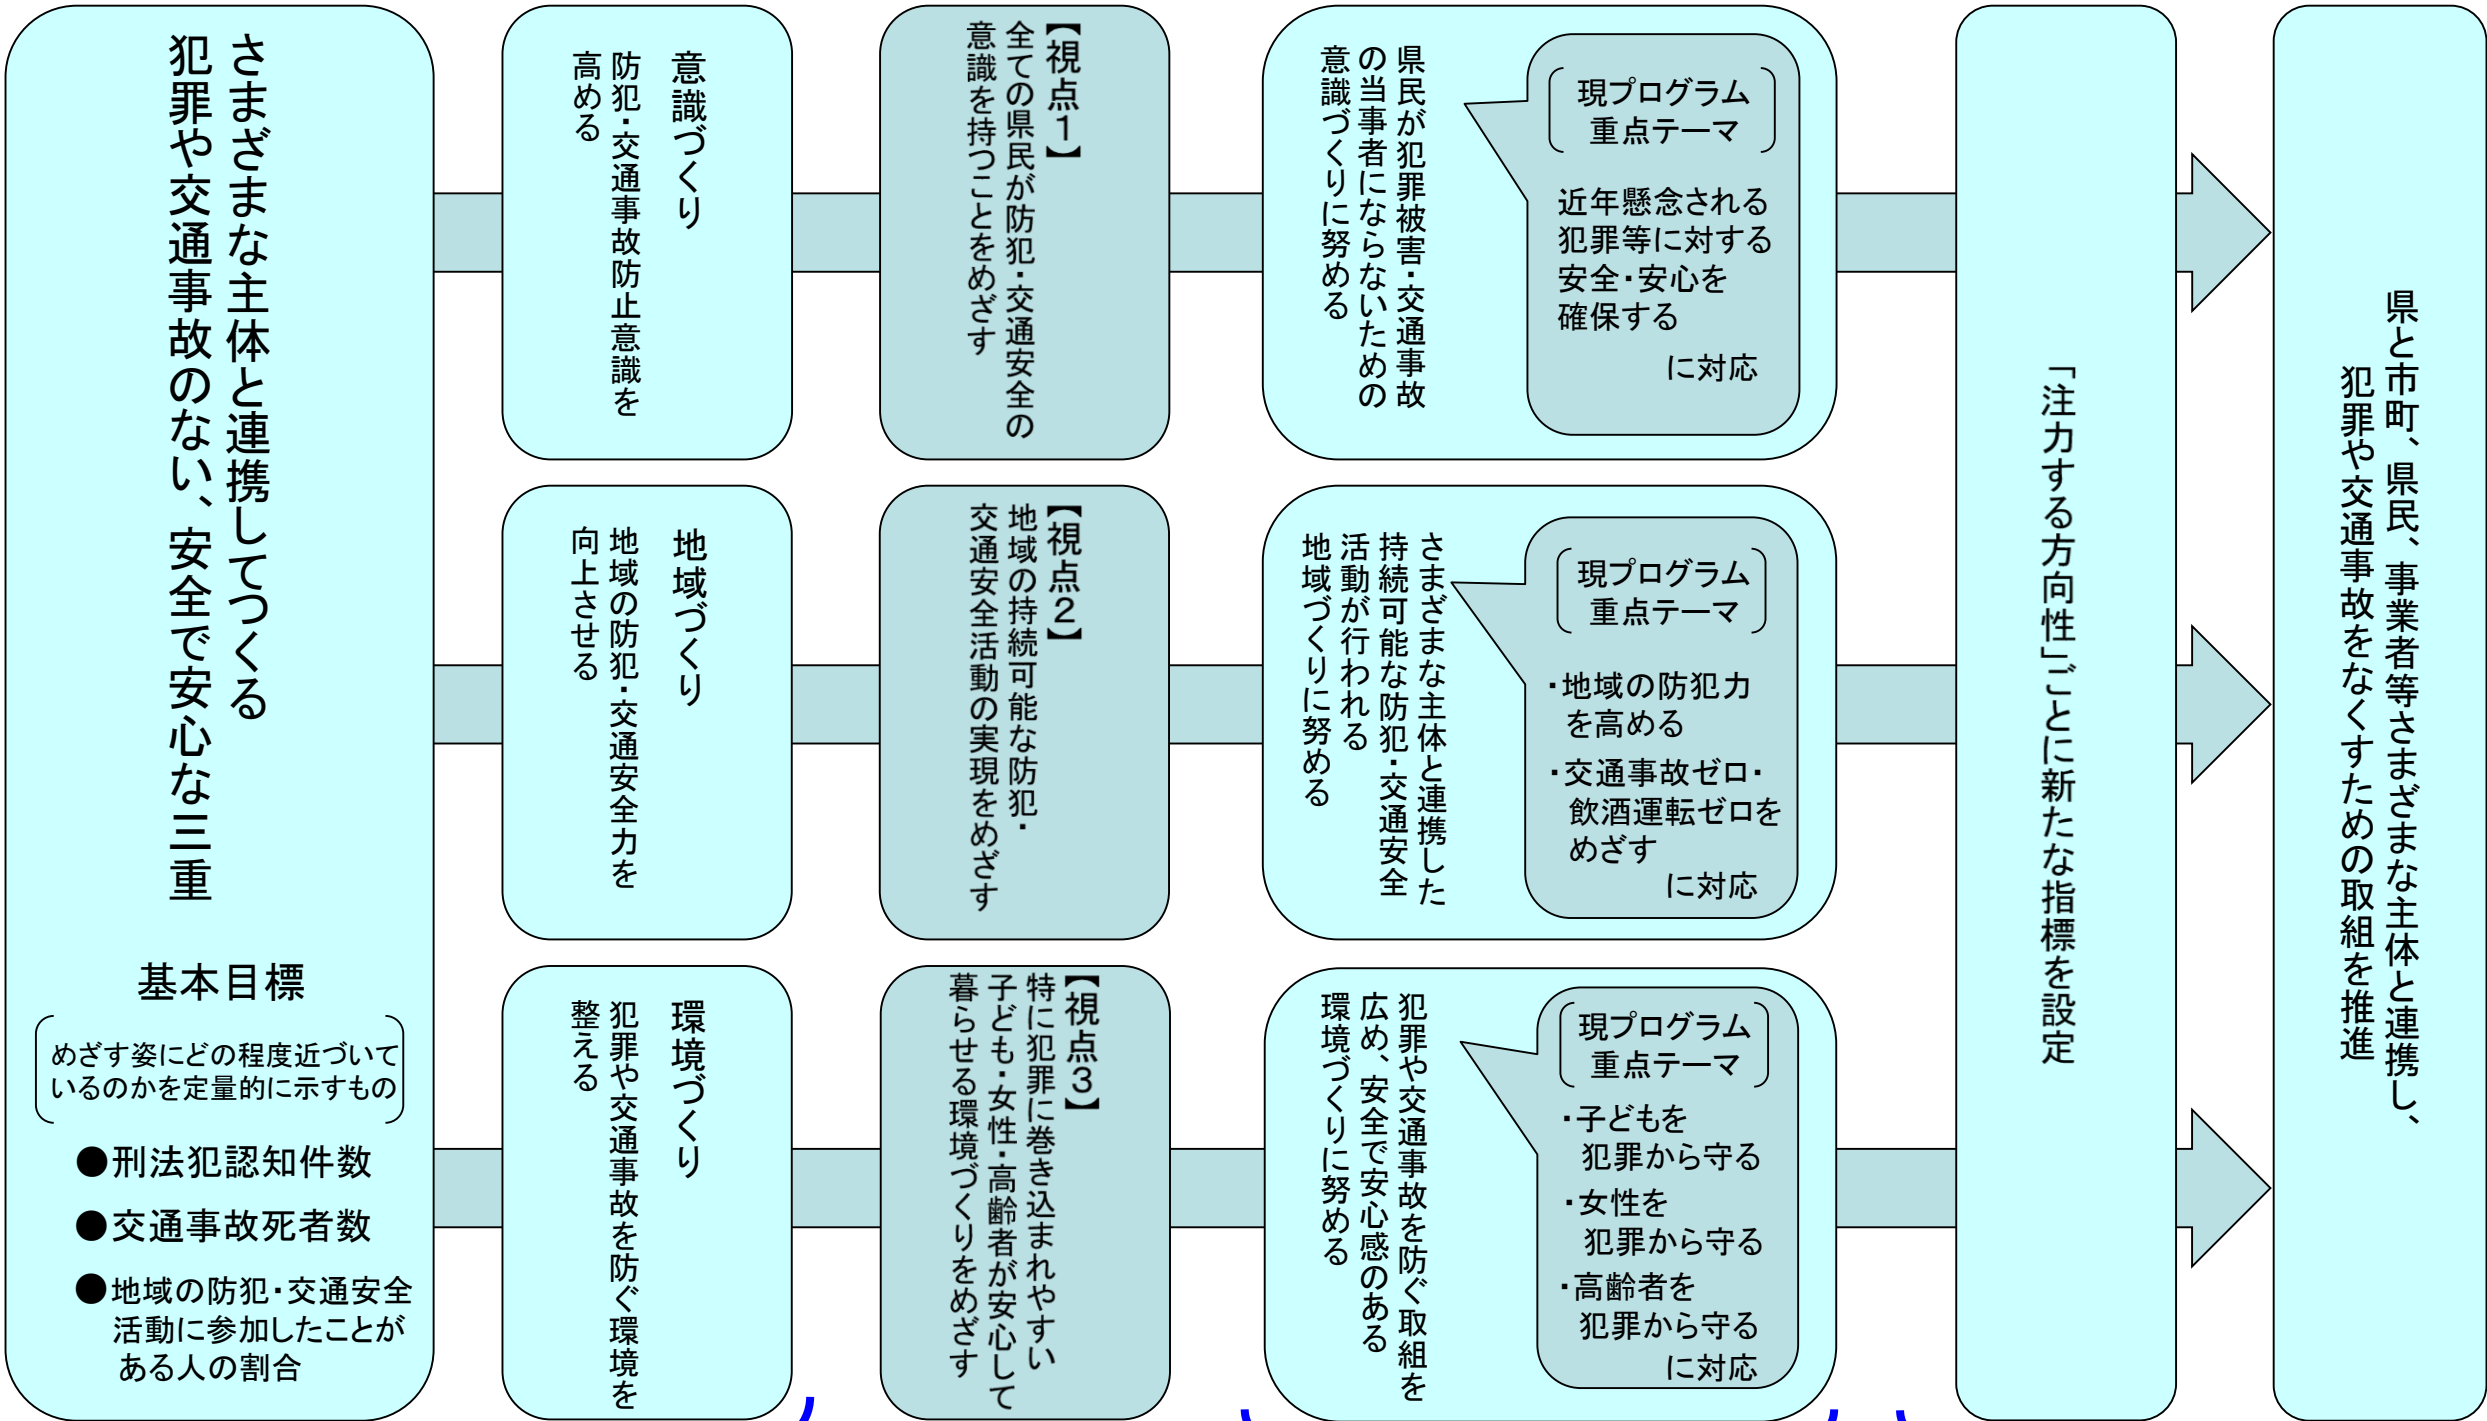 さまざまな主体と連携してつくる
犯罪や交通事故のない、安全で安心な三重
基本目標
めざす姿にどの程度近づいて
いるのかを定量的に示すもの
●刑法犯認知件数
●交通事故死者数
●地域の防犯・交通安全
活動に参加したことが
ある人の割合
意識づくり
防犯・交通事故防止意識を
高める
【視点１】
全ての県民が防犯・交通安全の
意識を持つことをめざす
県民が犯罪被害・交通事故
の当事者にならないための
意識づくりに努める
現プログラム
重点テーマ
近年懸念される
犯罪等に対する
安全・安心を
確保する
に対応
地域づくり
地域の防犯・交通安全力を
向上させる
【視点２】
地域の持続可能な防犯・
交通安全活動の実現をめざす
さまざまな主体と連携した
持続可能な防犯・交通安全
活動が行われる
地域づくりに努める
現プログラム
重点テーマ
・地域の防犯力
を高める
・交通事故ゼロ・
飲酒運転ゼロを
めざす
に対応
環境づくり
犯罪や交通事故を防ぐ環境を
整える
【視点３】
特に犯罪に巻き込まれやすい
子ども・女性・高齢者が安心して
暮らせる環境づくりをめざす
犯罪や交通事故を防ぐ取組を
広め、安全で安心感のある
環境づくりに努める
現プログラム
重点テーマ
・子どもを
犯罪から守る
・女性を
犯罪から守る
・高齢者を
犯罪から守る
に対応
「注力する方向性」ごとに新たな指標を設定
県と市町、県民、事業者等さまざまな主体と連携し、
犯罪や交通事故をなくすための取組を推進